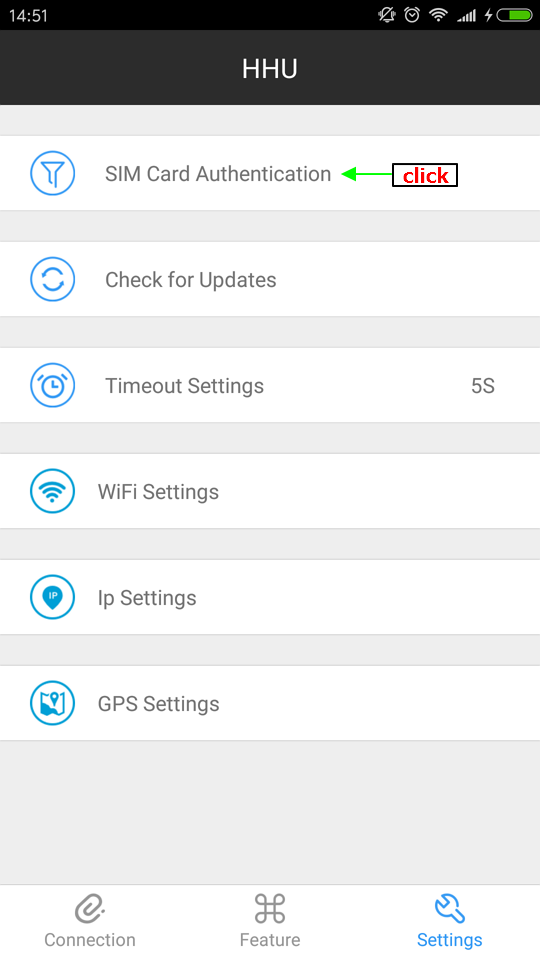 14:51
HHU
SIM Card Authentication click
Check for Updates
Timeout Settings 5S
WiFi Settings
IP
Ip Settings
GPS Settings
Connection Feature Settings